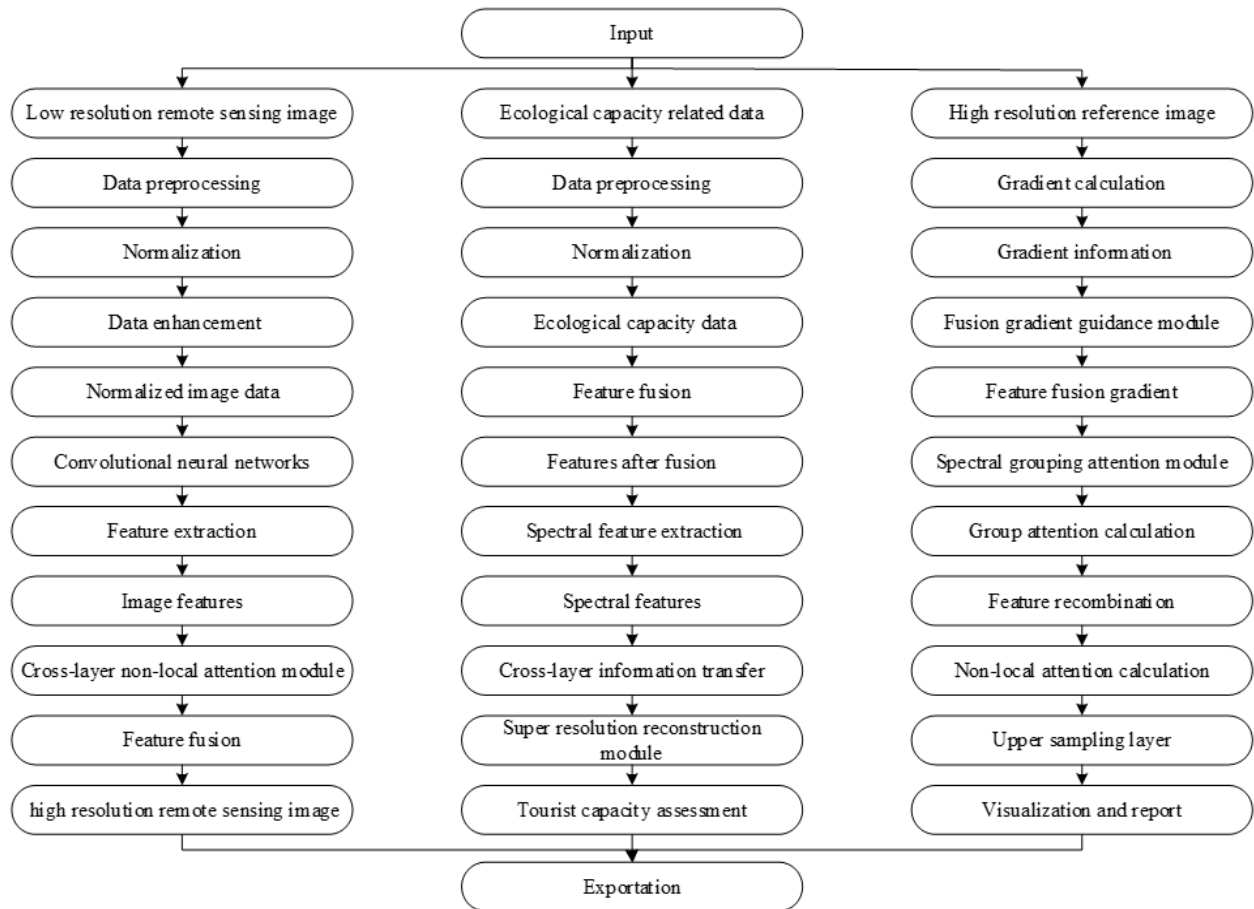 Input
Low resolution remote sensing image
Ecological capacity related data
High resolution reference image
Data preprocessing
Data preprocessing
Gradient calculation
Normalization
Normalization
Gradient information
Data enhancement
Ecological capacity data
Fusion gradient guidance module
Normalized image data
Feature fusion
Feature fusion gradient
Convolutional neural networks
Features after fusion
Spectral grouping attention module
Feature extraction
Spectral feature extraction
Group attention calculation
Image features
Spectral features
Feature recombination
Cross-layer non-local attention module
Cross-layer information transfer
Non-local attention calculation
Feature fusion
Super resolution reconstruction
module
Upper sampling layer
high resolution remote sensing image
Tourist capacity assessment
Visualization and report
Exportation